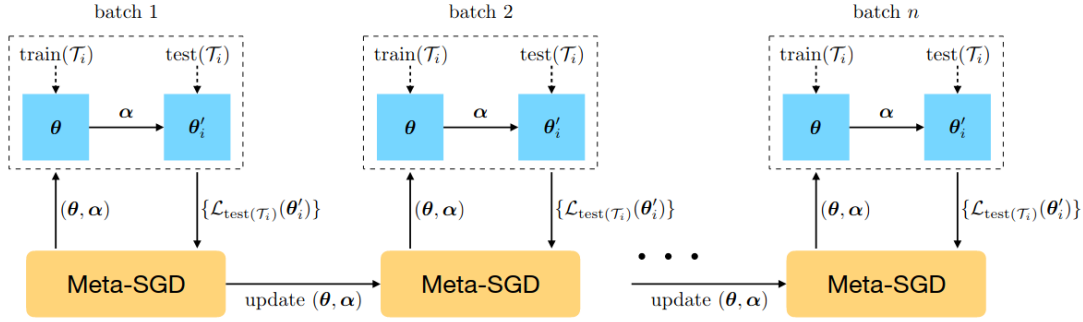 batch 1
batch 2
batch n
train(𝒯ᵢ) test(𝒯ᵢ)
train(𝒯ᵢ) test(𝒯ᵢ)
train(𝒯ᵢ) test(𝒯ᵢ)
θ α θ′ᵢ
θ α θ′ᵢ
θ α θ′ᵢ
(θ, α) {ℒ_test(𝒯ᵢ)(θ′ᵢ)}
(θ, α) {ℒ_test(𝒯ᵢ)(θ′ᵢ)}
(θ, α) {ℒ_test(𝒯ᵢ)(θ′ᵢ)}
Meta-SGD
update (θ, α)
Meta-SGD
• • •
update (θ, α)
Meta-SGD